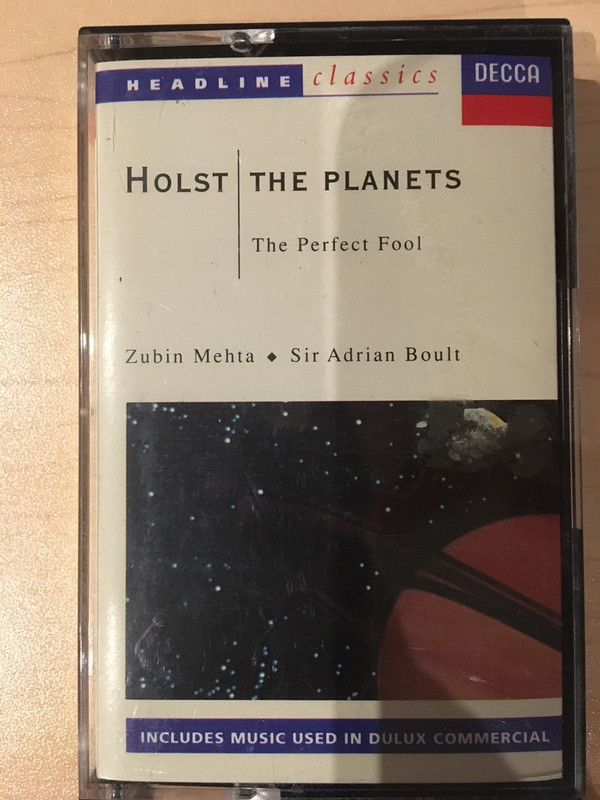 HEADLINE classics
DECCA
HOLST THE PLANETS
The Perfect Fool
Zubin Mehta ◆ Sir Adrian Boult
INCLUDES MUSIC USED IN DULUX COMMERCIAL